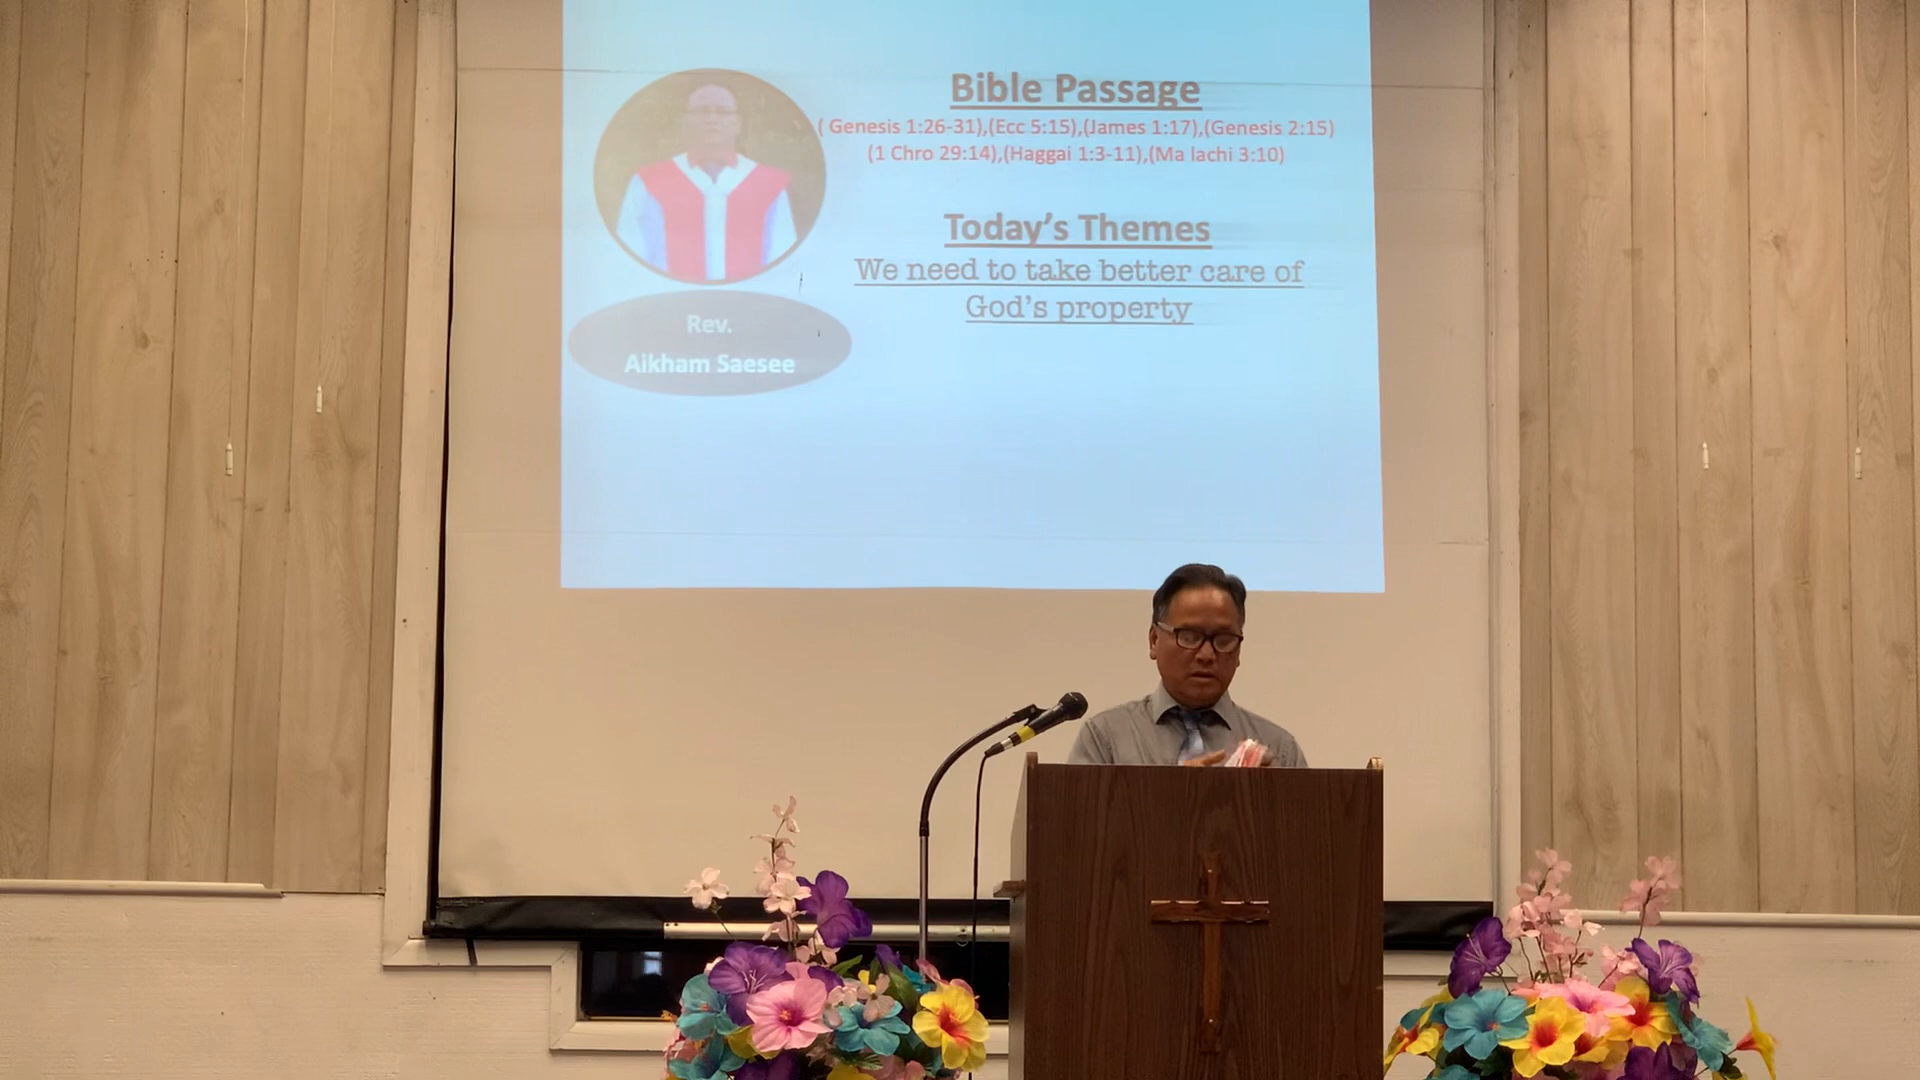 Bible Passage
( Genesis 1:26-31),(Ecc 5:15),(James 1:17),(Genesis 2:15)
(1 Chro 29:14),(Haggai 1:3-11),(Ma lachi 3:10)
Today's Themes
We need to take better care of
God's property
Rev.
Aikham Saesee